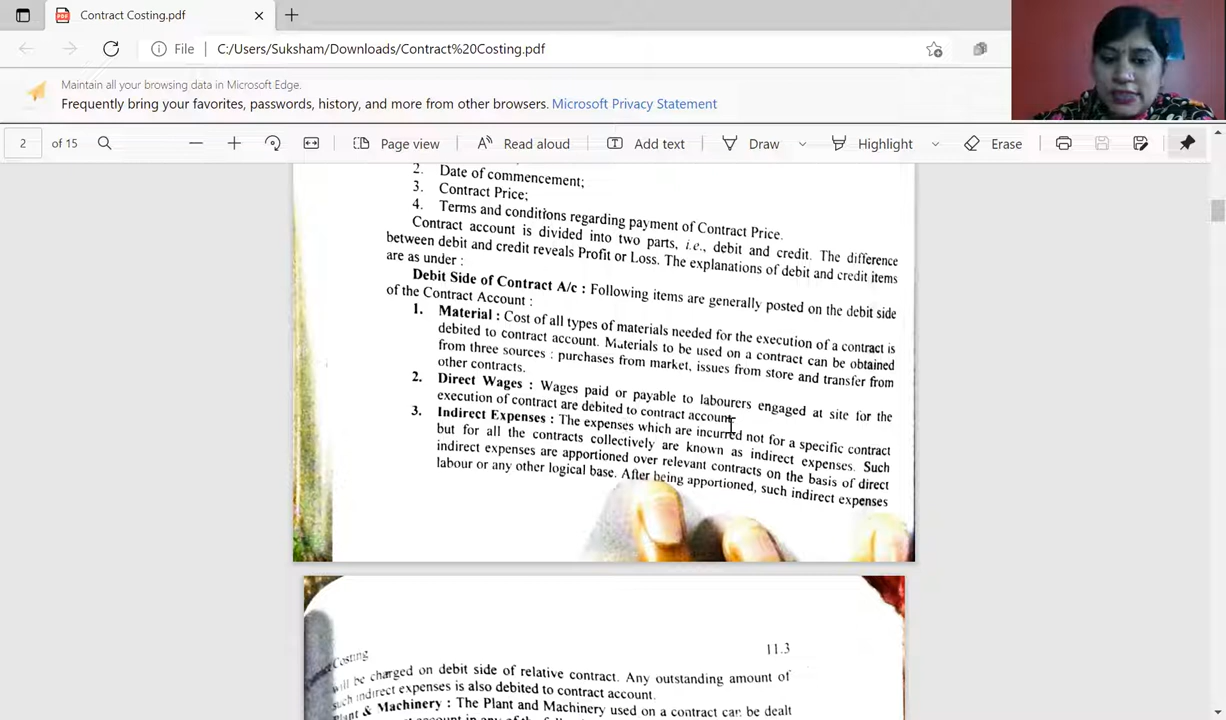 Contract Costing.pdf
File
C:/Users/Suksham/Downloads/Contract%20Costing.pdf
Maintain all your browsing data in Microsoft Edge.
Frequently bring your favorites, passwords, history, and more from other browsers. Microsoft Privacy Statement
2 of 15 Page view Read aloud Add text Draw Highlight Erase
2. Date of commencement;
3. Contract Price;
4. Terms and conditions regarding payment of Contract Price.
Contract account is divided into two parts, i.e., debit and credit. The difference
between debit and credit reveals Profit or Loss. The explanations of debit and credit items
are as under :
Debit Side of Contract A/c : Following items are generally posted on the debit side
of the Contract Account :
1. Material : Cost of all types of materials needed for the execution of a contract is
debited to contract account. Materials to be used on a contract can be obtained
from three sources : purchases from market, issues from store and transfer from
other contracts.
2. Direct Wages : Wages paid or payable to labourers engaged at site for the
execution of contract are debited to contract account.
3. Indirect Expenses : The expenses which are incurred not for a specific contract
but for all the contracts collectively are known as indirect expenses. Such
indirect expenses are apportioned over relevant contracts on the basis of direct
labour or any other logical base. After being apportioned, such indirect expenses
Costing 11.3
will be charged on debit side of relative contract. Any outstanding amount of
such indirect expenses is also debited to contract account.
Plant & Machinery : The Plant and Machinery used on a contract can be dealt